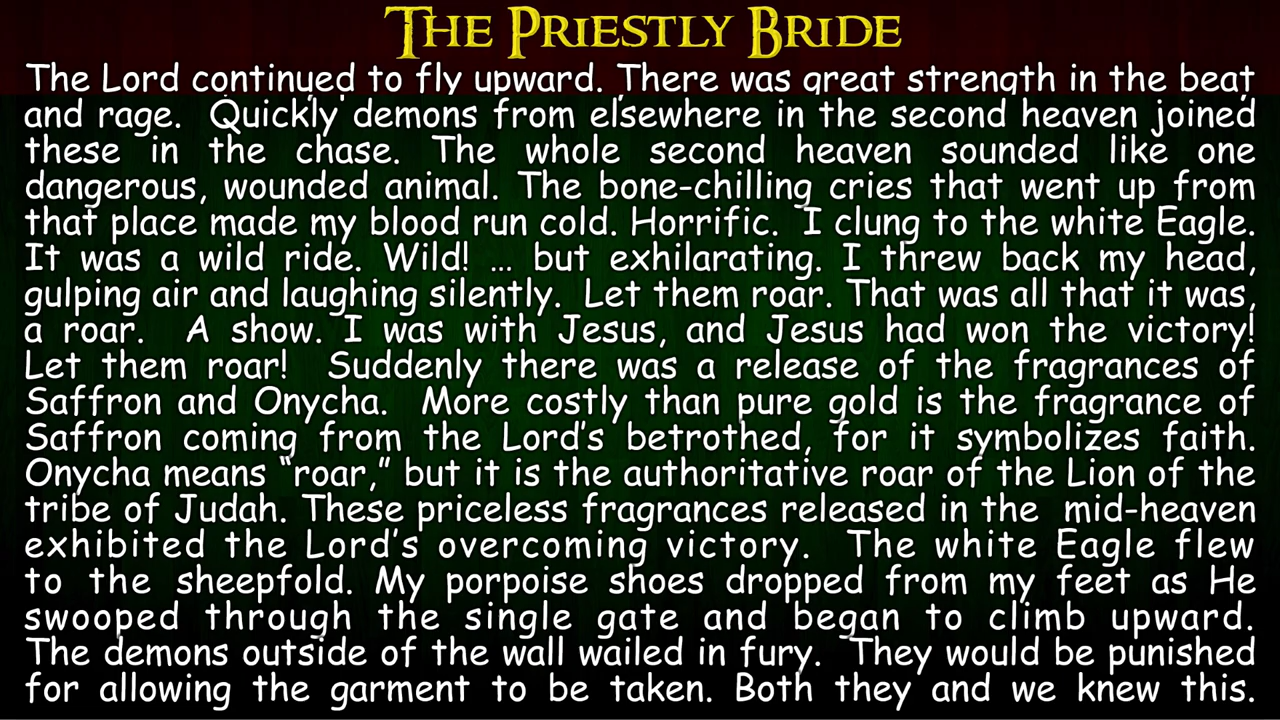 The Priestly Bride
The Lord continued to fly upward. There was great strength in the beat
and rage. Quickly demons from elsewhere in the second heaven joined
these in the chase. The whole second heaven sounded like one
dangerous, wounded animal. The bone-chilling cries that went up from
that place made my blood run cold. Horrific. I clung to the white Eagle.
It was a wild ride. Wild! … but exhilarating. I threw back my head,
gulping air and laughing silently. Let them roar. That was all that it was,
a roar. A show. I was with Jesus, and Jesus had won the victory!
Let them roar! Suddenly there was a release of the fragrances of
Saffron and Onycha. More costly than pure gold is the fragrance of
Saffron coming from the Lord's betrothed, for it symbolizes faith.
Onycha means “roar,” but it is the authoritative roar of the Lion of the
tribe of Judah. These priceless fragrances released in the mid-heaven
exhibited the Lord's overcoming victory. The white Eagle flew
to the sheepfold. My porpoise shoes dropped from my feet as He
swooped through the single gate and began to climb upward.
The demons outside of the wall wailed in fury. They would be punished
for allowing the garment to be taken. Both they and we knew this.